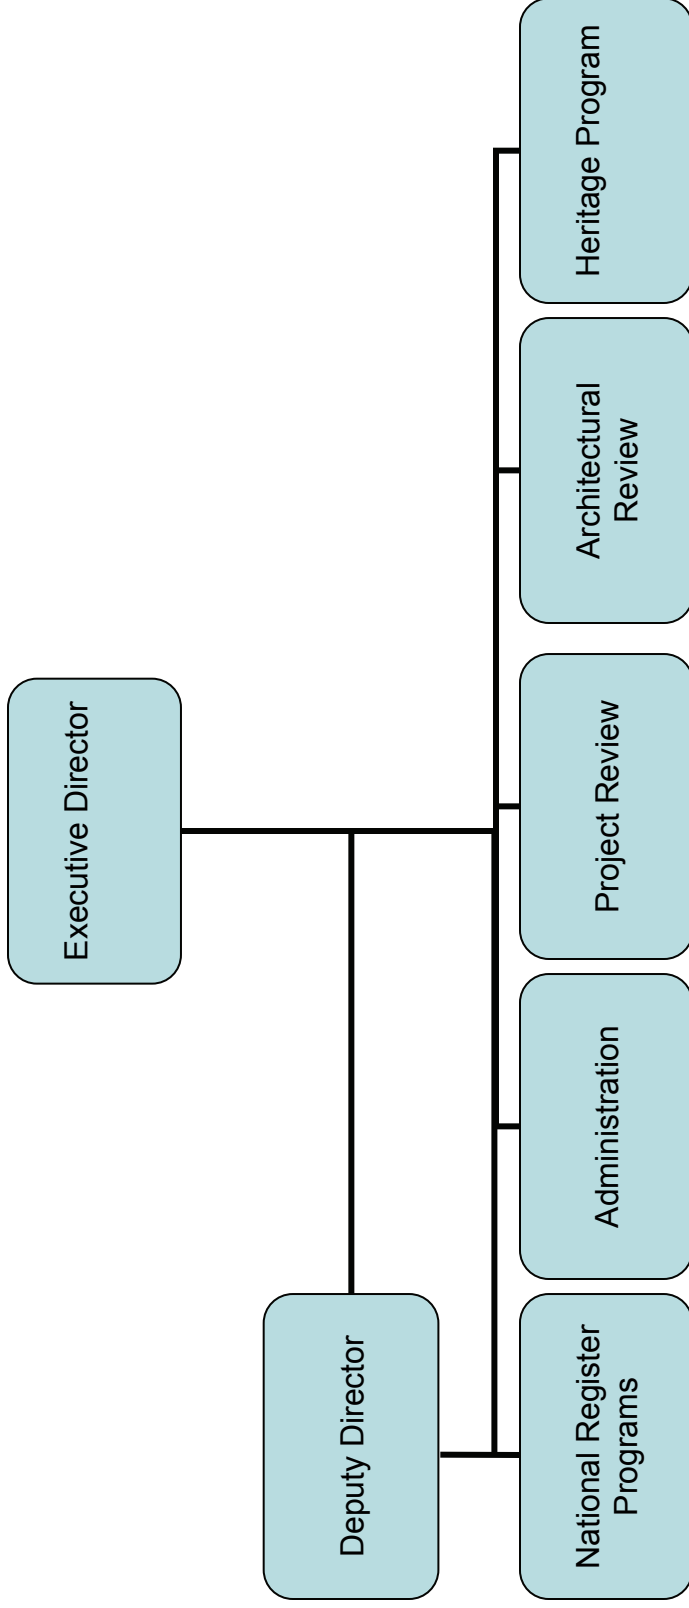 Executive Director
Deputy Director
National Register
Programs
Administration
Project Review
Architectural
Review
Heritage Program